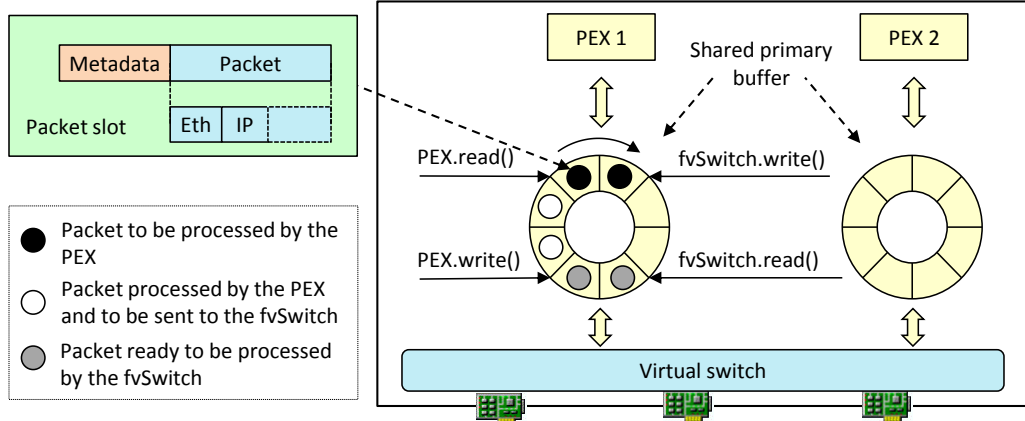 Metadata
Packet
Packet slot
Eth
IP
Packet to be processed by the
PEX
Packet processed by the PEX
and to be sent to the fvSwitch
Packet ready to be processed
by the fvSwitch
PEX 1
Shared primary
buffer
PEX 2
PEX.read()
fvSwitch.write()
PEX.write()
fvSwitch.read()
Virtual switch